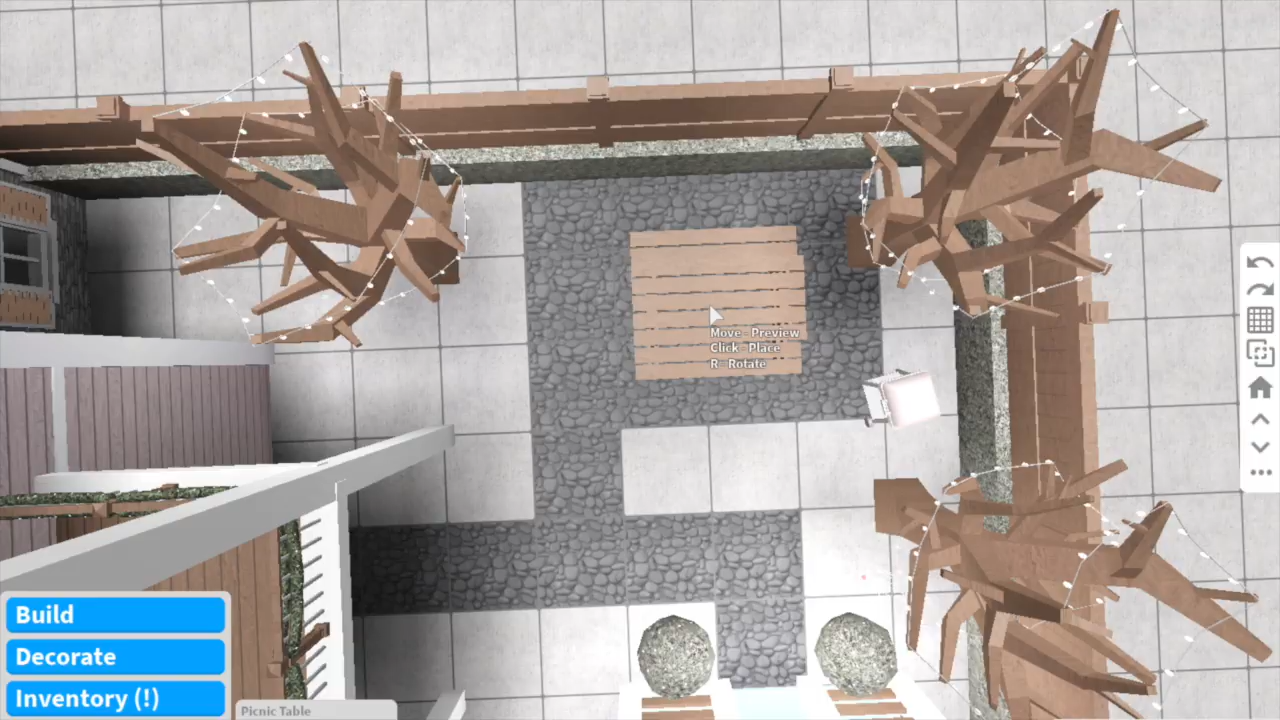 Move - Preview
Click - Place
R - Rotate
Build
Decorate
Inventory (!)
Picnic Table